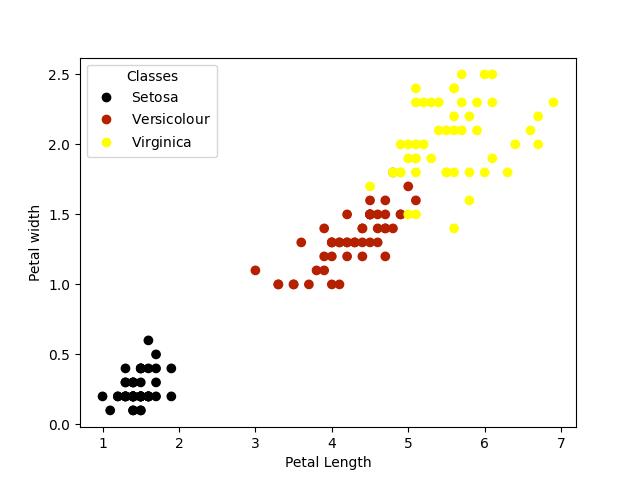 Classes
Setosa
Versicolour
Virginica
2.5
2.0
1.5
1.0
0.5
0.0
Petal width
1 2 3 4 5 6 7
Petal Length